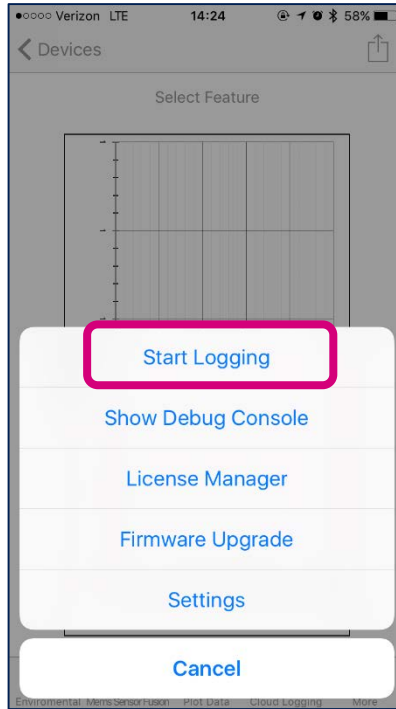 ●○○○○ Verizon LTE 14:24 58%
Devices
Select Feature
Start Logging
Show Debug Console
License Manager
Firmware Upgrade
Settings
Cancel
Enviromental Mems Sensor Fusion Plot Data Cloud Logging More